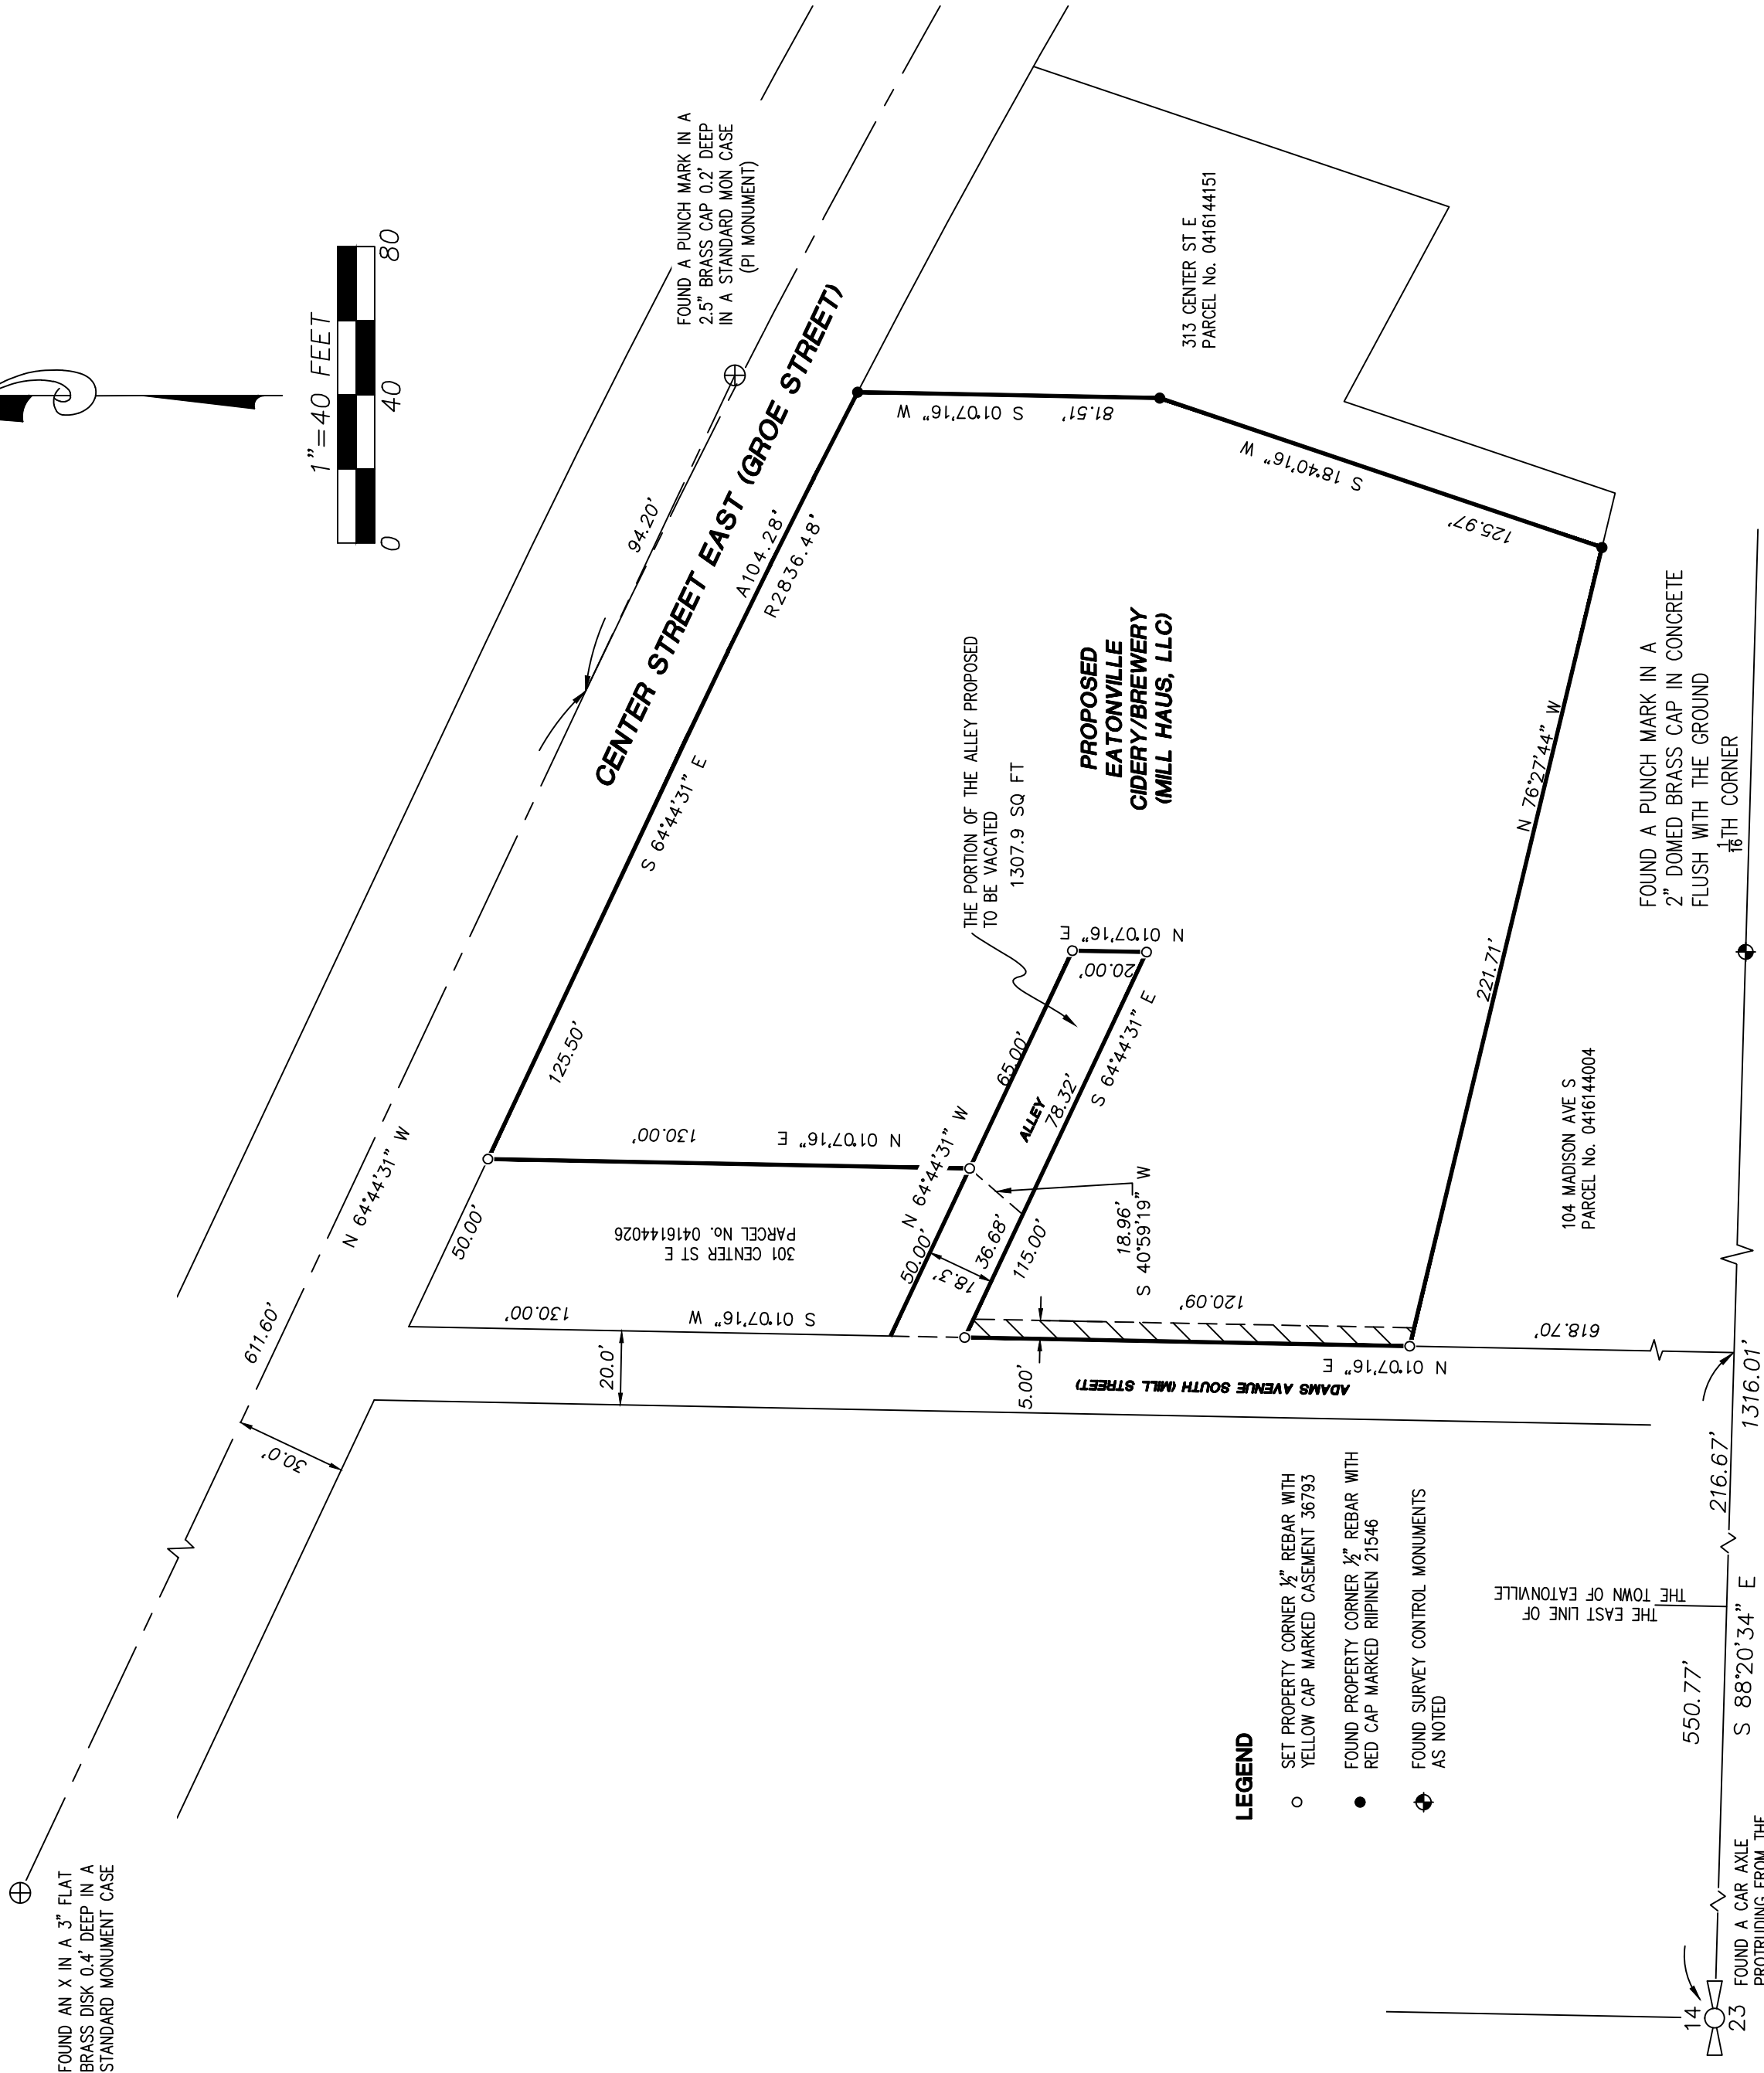 1"=40 FEET
0
40
80
FOUND A PUNCH MARK IN A
2.5" BRASS CAP 0.2' DEEP
IN A STANDARD MON CASE
(PI MONUMENT)
FOUND AN X IN A 3" FLAT
BRASS DISK 0.4' DEEP IN A
STANDARD MONUMENT CASE
611.60'
N 64°44'31" W
94.20'
CENTER STREET EAST (GROE STREET)
30.0'
20.0'
50.00'
125.50'
S 64°44'31" E
A104.28'
R2836.48'
S 01°07'16" W
81.51'
S 18°40'16" W
125.97'
313 CENTER ST E
PARCEL No. 0416144151
130.00'
S 01°07'16" W
301 CENTER ST E
PARCEL No. 0416144026
130.00'
N 01°07'16" E
N 64°44'31" W
50.00'
65.00'
18.3'
36.68'
115.00'
ALLEY
78.32'
S 64°44'31" E
20.00'
N 01°07'16" E
18.96'
S 40°59'19" W
THE PORTION OF THE ALLEY PROPOSED
TO BE VACATED
1307.9 SQ FT
PROPOSED
EATONVILLE
CIDERY/BREWERY
(MILL HAUS, LLC)
5.00'
120.09'
N 01°07'16" E
ADAMS AVENUE SOUTH (MILL STREET)
N 76°27'44" W
221.71'
104 MADISON AVE S
PARCEL No. 0416144004
618.70'
FOUND A PUNCH MARK IN A
2" DOMED BRASS CAP IN CONCRETE
FLUSH WITH THE GROUND
1/16TH CORNER
LEGEND
SET PROPERTY CORNER ½" REBAR WITH
YELLOW CAP MARKED CASEMENT 36793
FOUND PROPERTY CORNER ½" REBAR WITH
RED CAP MARKED RIIPINEN 21546
FOUND SURVEY CONTROL MONUMENTS
AS NOTED
THE EAST LINE OF
THE TOWN OF EATONVILLE
550.77'
216.67'
S 88°20'34" E
1316.01'
14
23
FOUND A CAR AXLE
PROTRUDING FROM THE